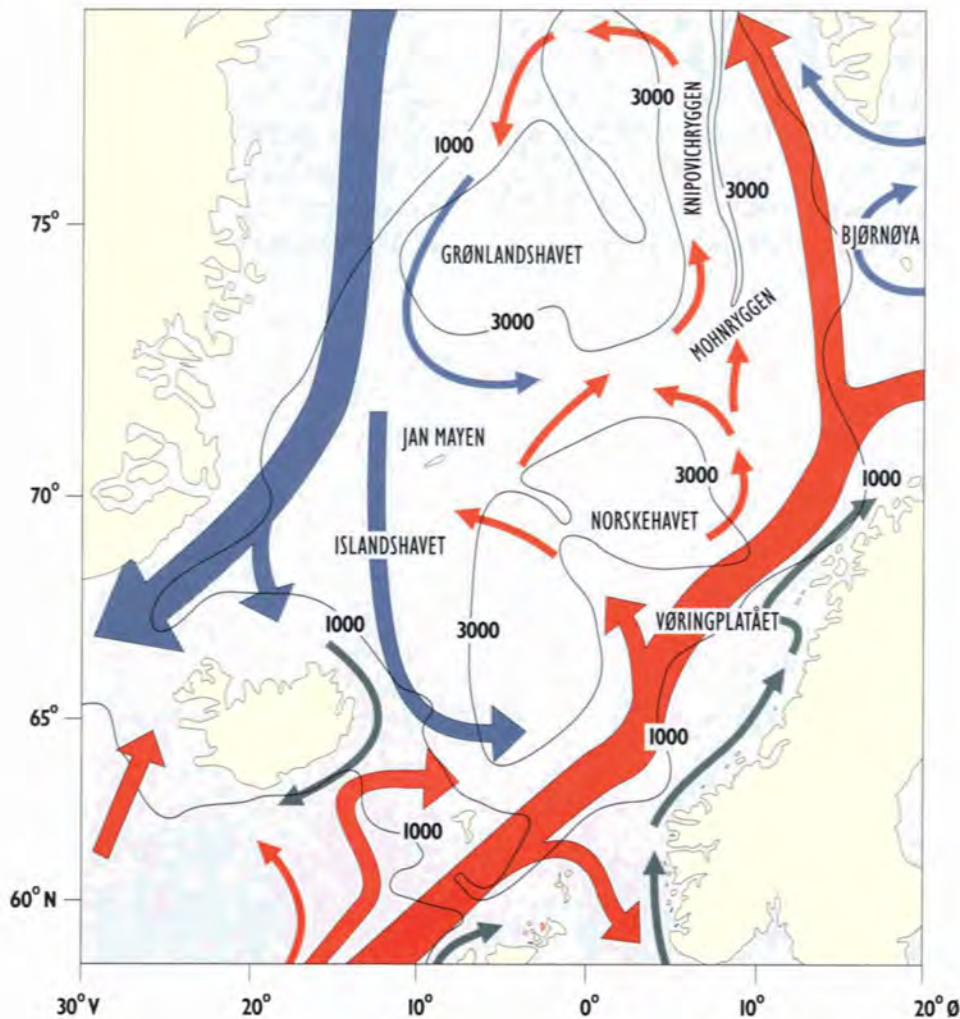 3000
KNIPOVICHRYGGEN
1000
3000
75°
BJØRNØYA
GRØNLANDSHAVET
3000
MOHNRYGGEN
JAN MAYEN
3000
1000
70°
NORSKEHAVET
ISLANDSHAVET
VØRINGPLATÅET
1000
3000
65°
1000
1000
60° N
30° V
20°
10°
0°
10°
20° Ø